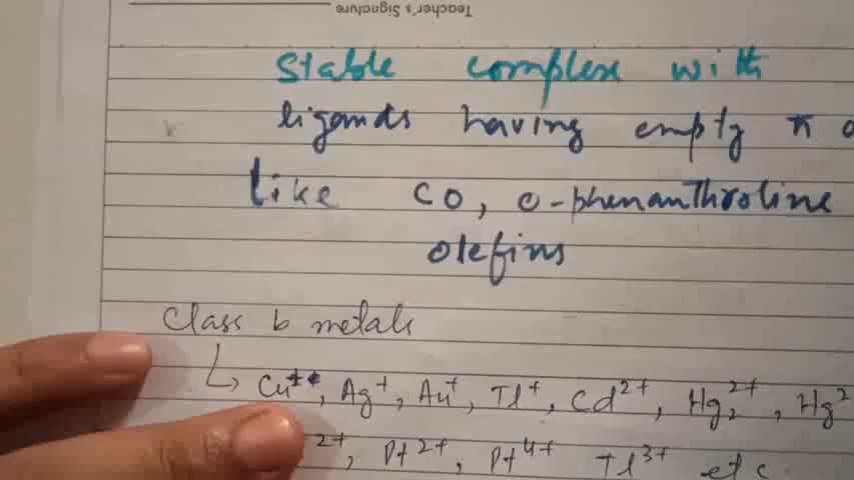 Teacher's Signature
Stable complex with
ligands having empty π
like CO, o-phenanthroline
olefins
Class b metals
↳ Cu⁺⁺, Ag⁺, Au⁺, Tl⁺, Cd²⁺, Hg₂²⁺, Hg²
²⁺, Pt²⁺, Pt⁴⁺ Tl³⁺ etc.